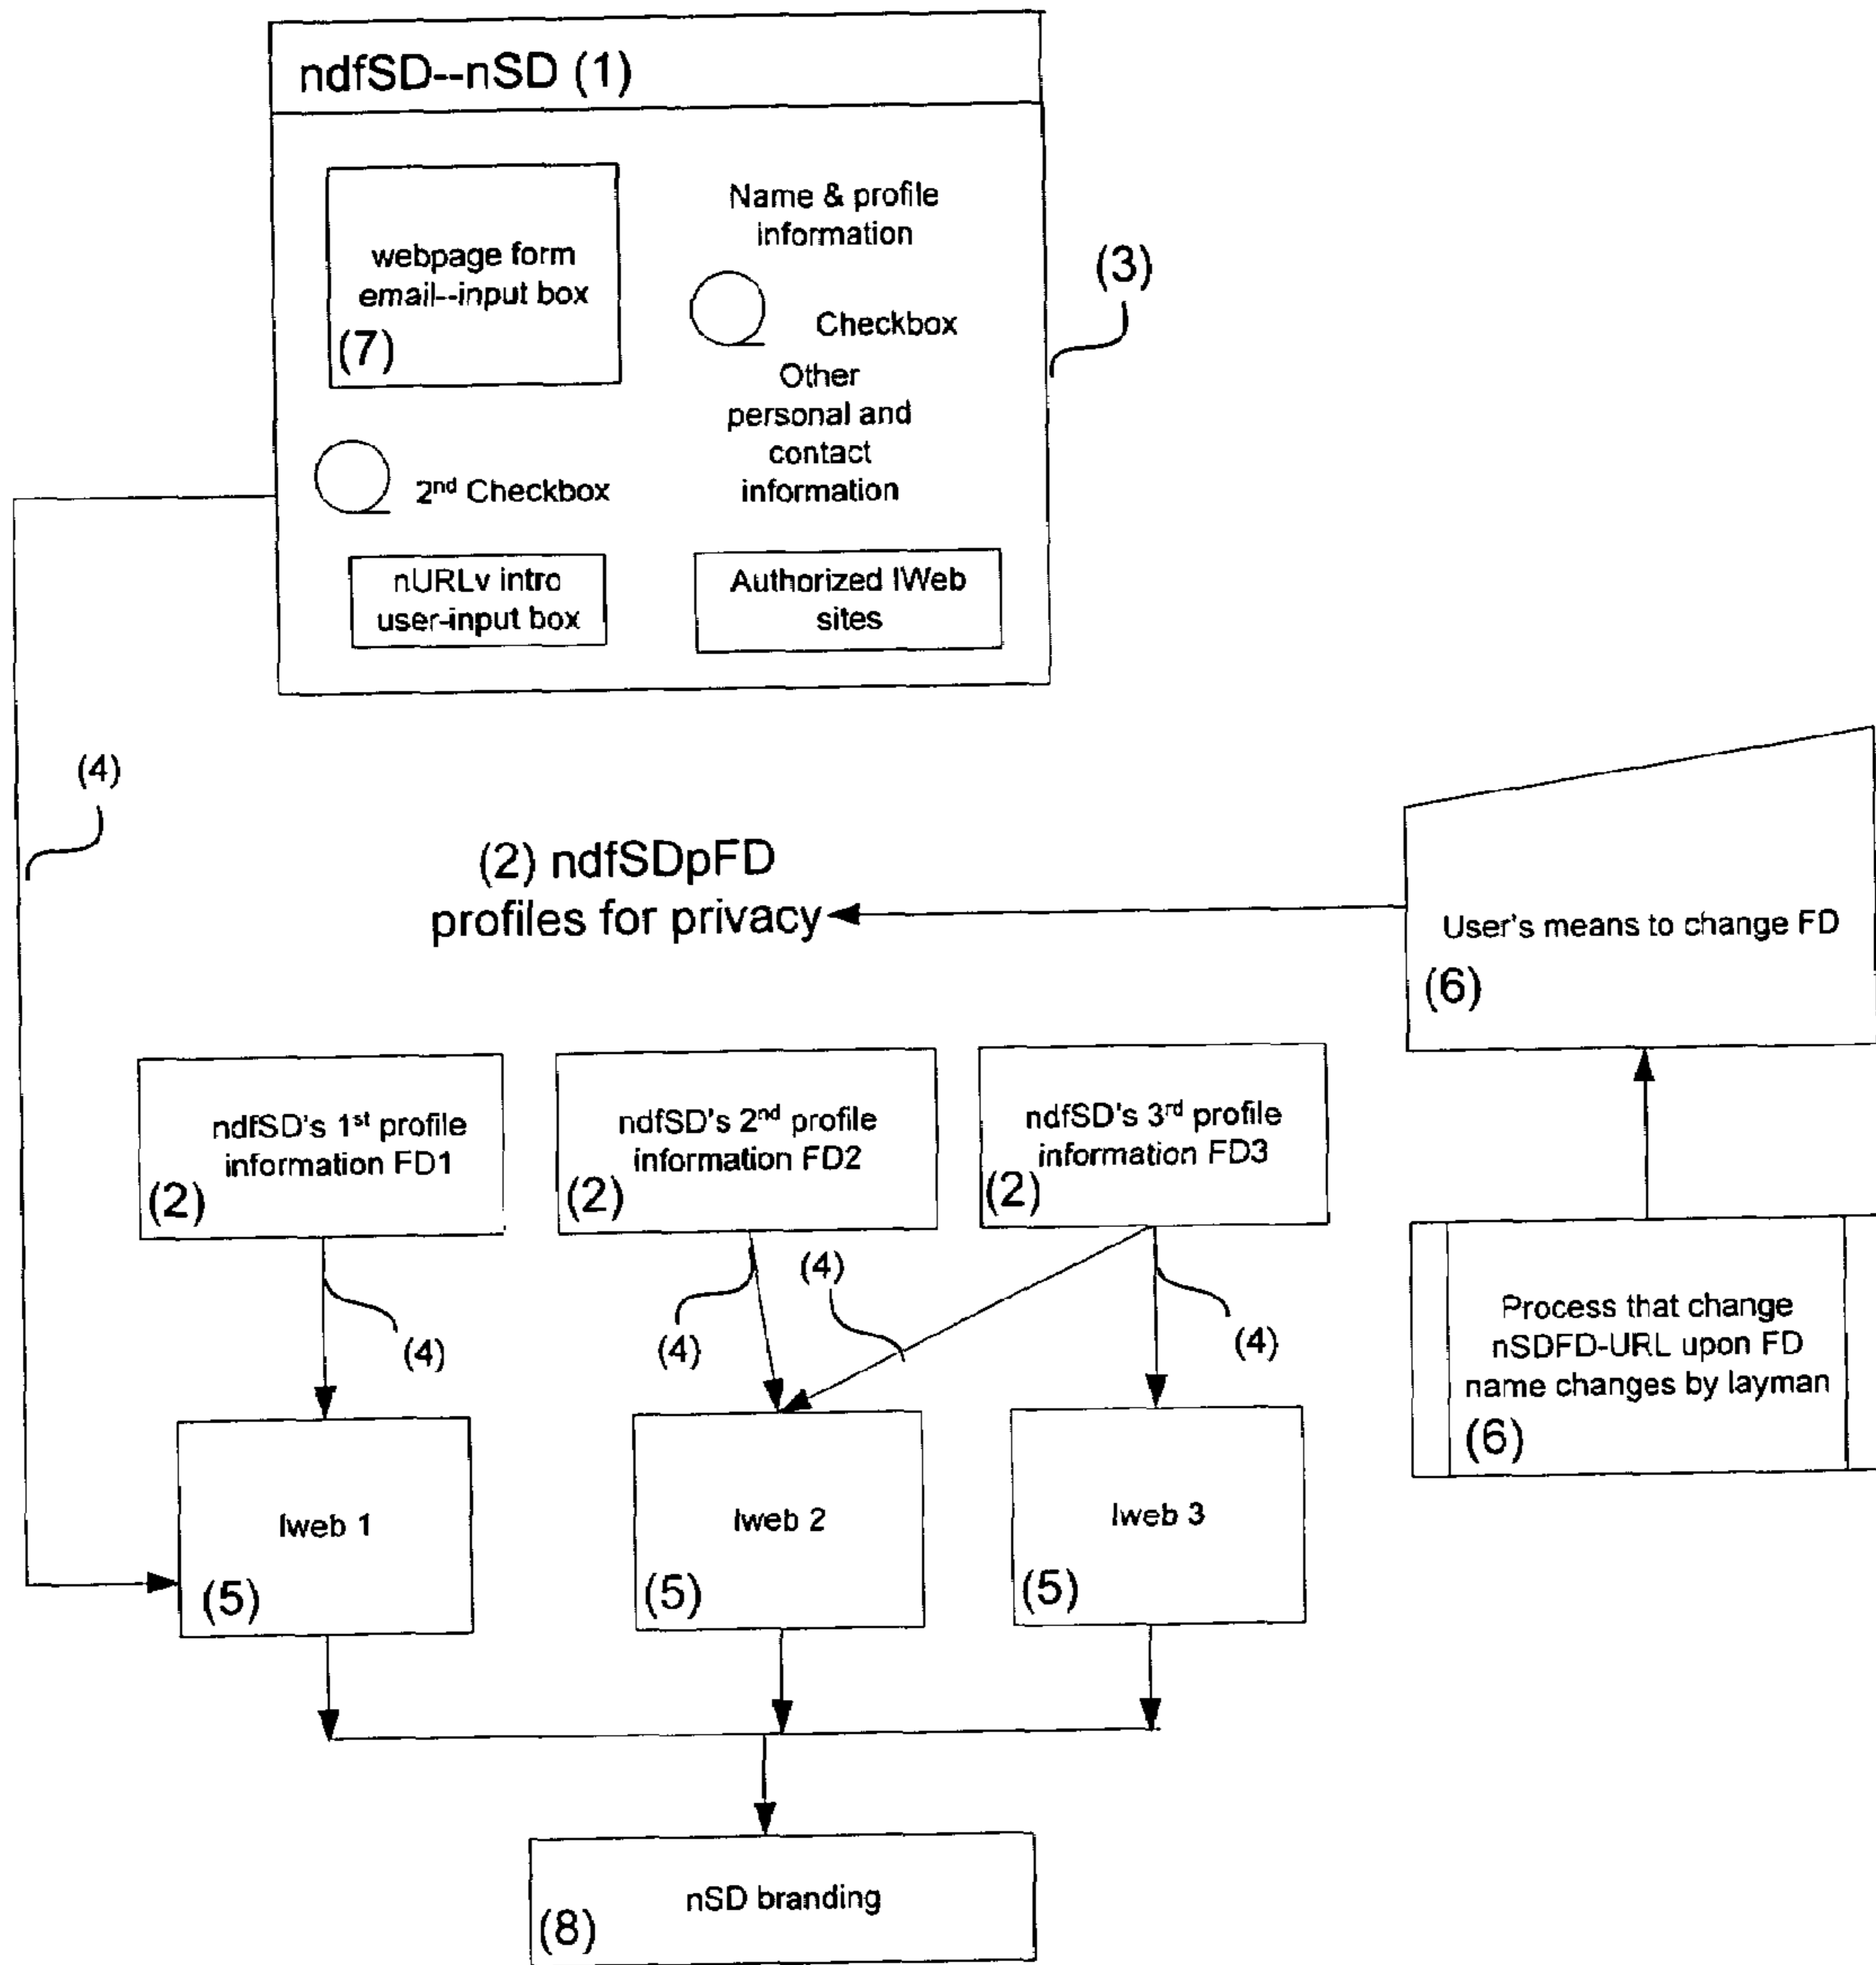 ndfSD--nSD (1)
webpage form
email--input box
(7)
Name & profile
information
Checkbox
(3)
Other
personal and
contact
information
2nd Checkbox
nURLv intro
user-input box
Authorized IWeb
sites
(4)
(2) ndfSDpFD
profiles for privacy
User's means to change FD
(6)
ndfSD's 1st profile
information FD1
(2)
ndfSD's 2nd profile
information FD2
(2)
ndfSD's 3rd profile
information FD3
(2)
(4)
(4)
(4)
(4)
Process that change
nSDFD-URL upon FD
name changes by layman
(6)
Iweb 1
(5)
Iweb 2
(5)
Iweb 3
(5)
nSD branding
(8)